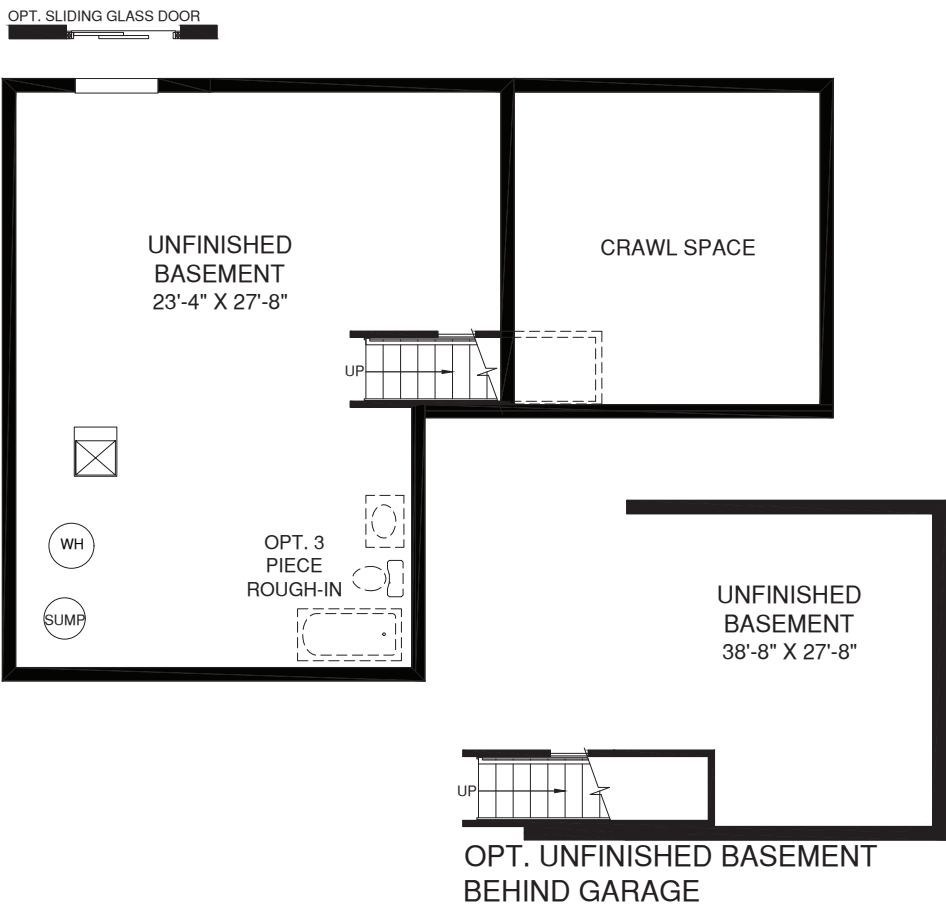 OPT. SLIDING GLASS DOOR
UNFINISHED
BASEMENT
23'-4" X 27'-8"
CRAWL SPACE
UP
WH
SUMP
OPT. 3
PIECE
ROUGH-IN
UNFINISHED
BASEMENT
38'-8" X 27'-8"
UP
OPT. UNFINISHED BASEMENT
BEHIND GARAGE